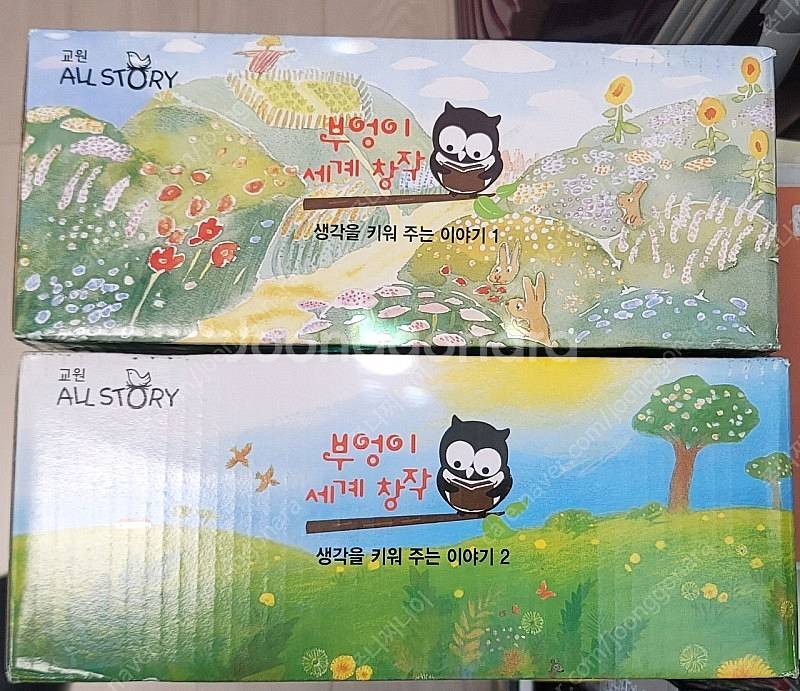 교원
ALL STORY
부엉이
세계 창작
생각을 키워 주는 이야기 1
joonggonara
교원
ALL STORY
부엉이
세계 창작
생각을 키워 주는 이야기 2